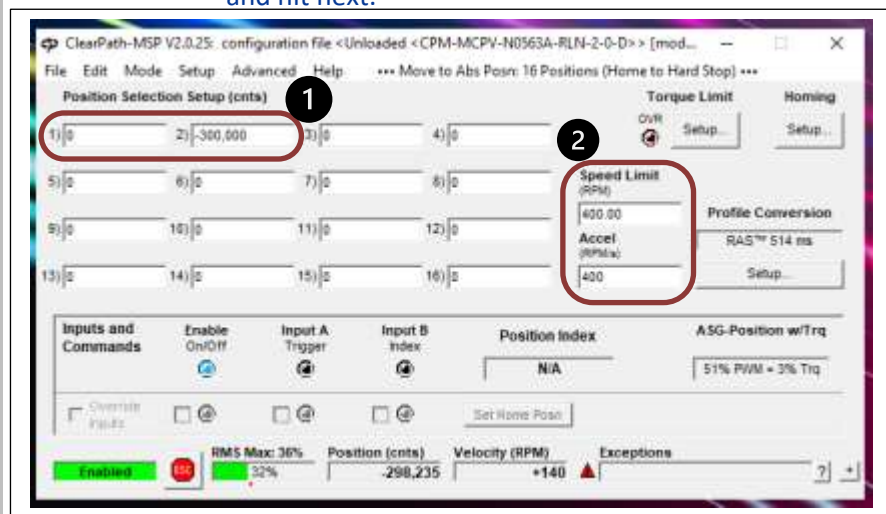 and hit next.
ClearPath-MSP V2.0.25: configuration file <Unloaded <CPM-MCPV-N0563A-RLN-2-0-D>> [mod...
File Edit Mode Setup Advanced Help ••• Move to Abs Posn: 16 Positions (Home to Hard Stop) •••
Position Selection Setup (cnts) 1 Torque Limit Homing
1) 0 2) -300,000 3) 0 4) 0 OVR Setup... Setup...
2
5) 0 6) 0 7) 0 8) 0 Speed Limit
(RPM)
400.00 Profile Conversion
9) 0 10) 0 11) 0 12) 0 Accel RAS™ 514 ms
(RPM/s)
13) 0 14) 0 15) 0 16) 0 400 Setup...
Inputs and Enable Input A Input B Position Index ASG-Position w/Trq
Commands On/Off Trigger Index
N/A 51% PWM = 3% Trq
Override Set Home Posn
Inputs
RMS Max: 36% Position (cnts) Velocity (RPM) Exceptions
Enabled ESC 32% -298,235 +140 ? +